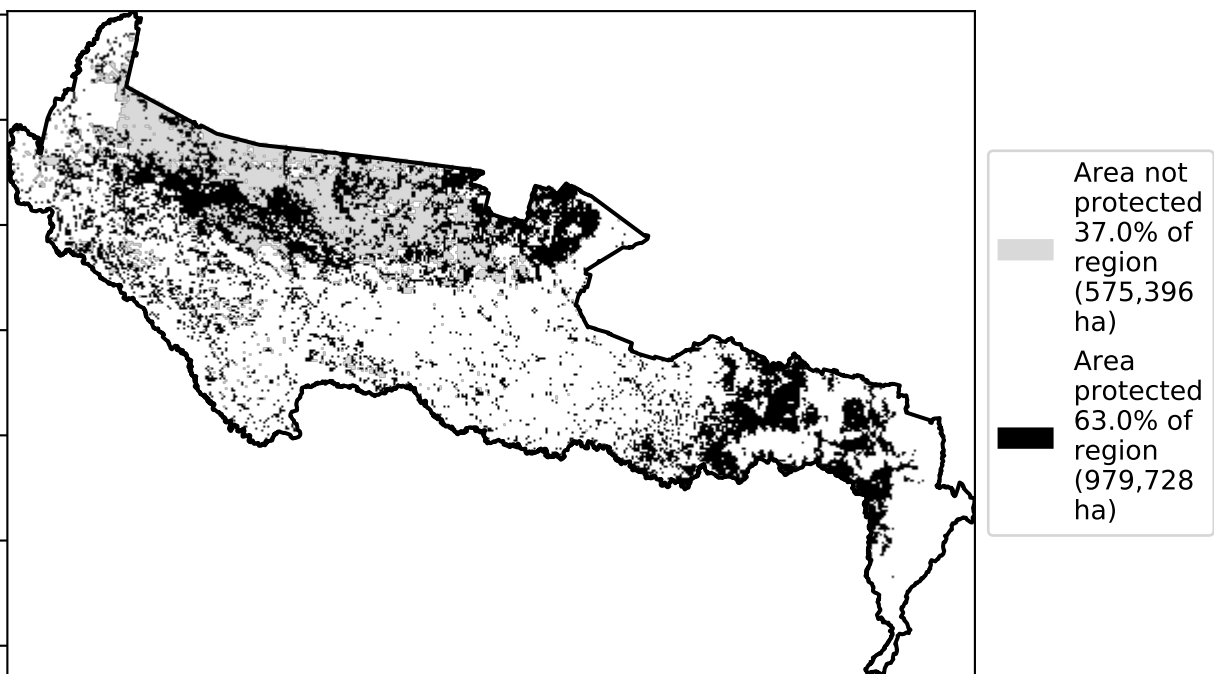 Area not
protected
37.0% of
region
(575,396
ha)
Area
protected
63.0% of
region
(979,728
ha)